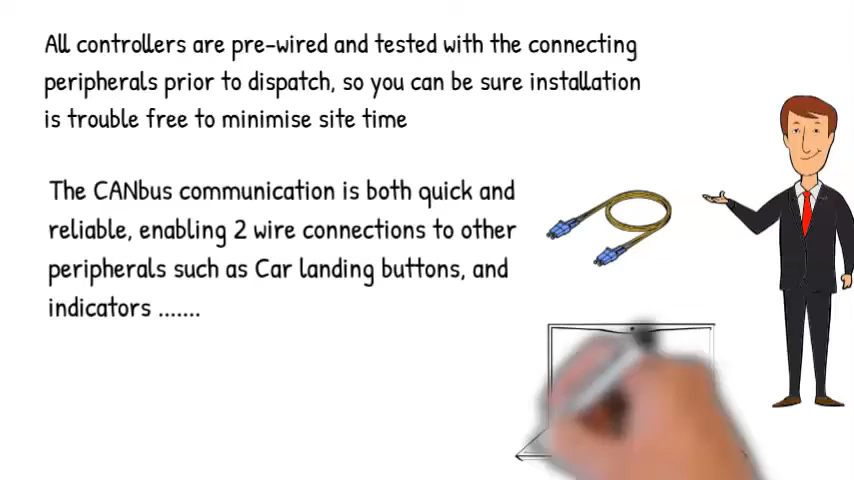 All controllers are pre-wired and tested with the connecting
peripherals prior to dispatch, so you can be sure installation
is trouble free to minimise site time
The CANbus communication is both quick and
reliable, enabling 2 wire connections to other
peripherals such as Car landing buttons, and
indicators .......